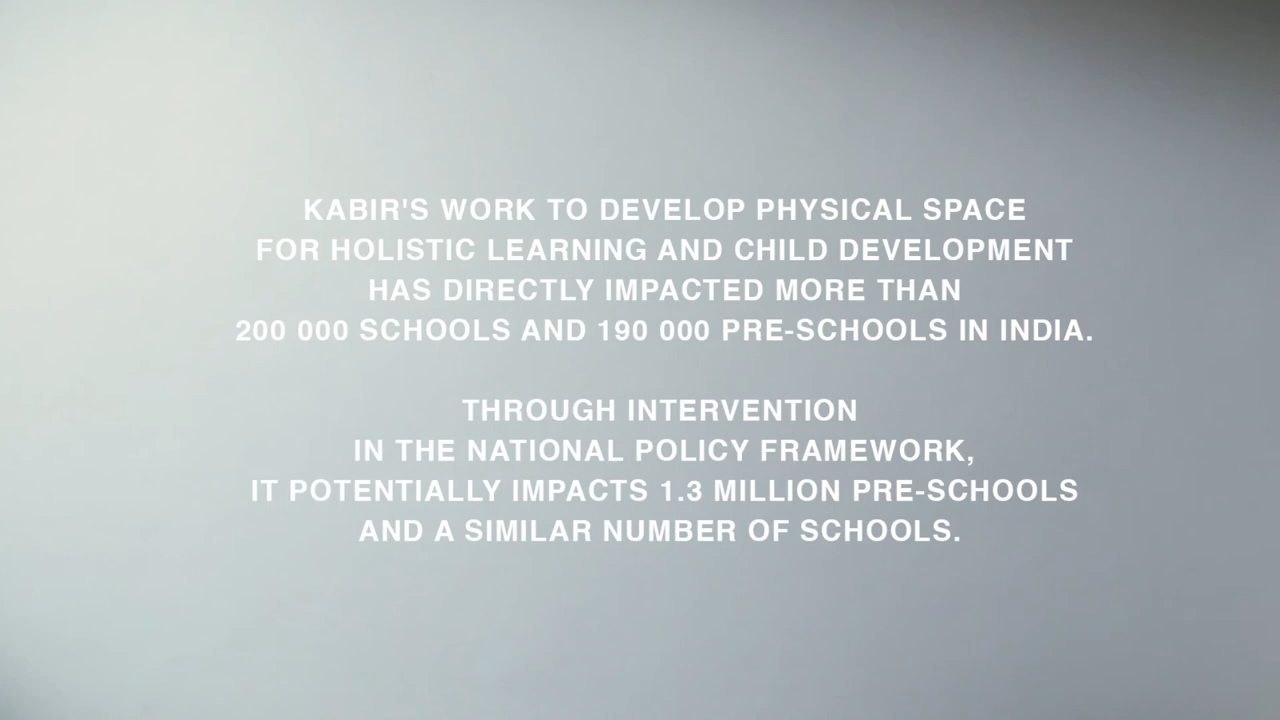 KABIR'S WORK TO DEVELOP PHYSICAL SPACE
FOR HOLISTIC LEARNING AND CHILD DEVELOPMENT
HAS DIRECTLY IMPACTED MORE THAN
200 000 SCHOOLS AND 190 000 PRE-SCHOOLS IN INDIA.
THROUGH INTERVENTION
IN THE NATIONAL POLICY FRAMEWORK,
IT POTENTIALLY IMPACTS 1.3 MILLION PRE-SCHOOLS
AND A SIMILAR NUMBER OF SCHOOLS.